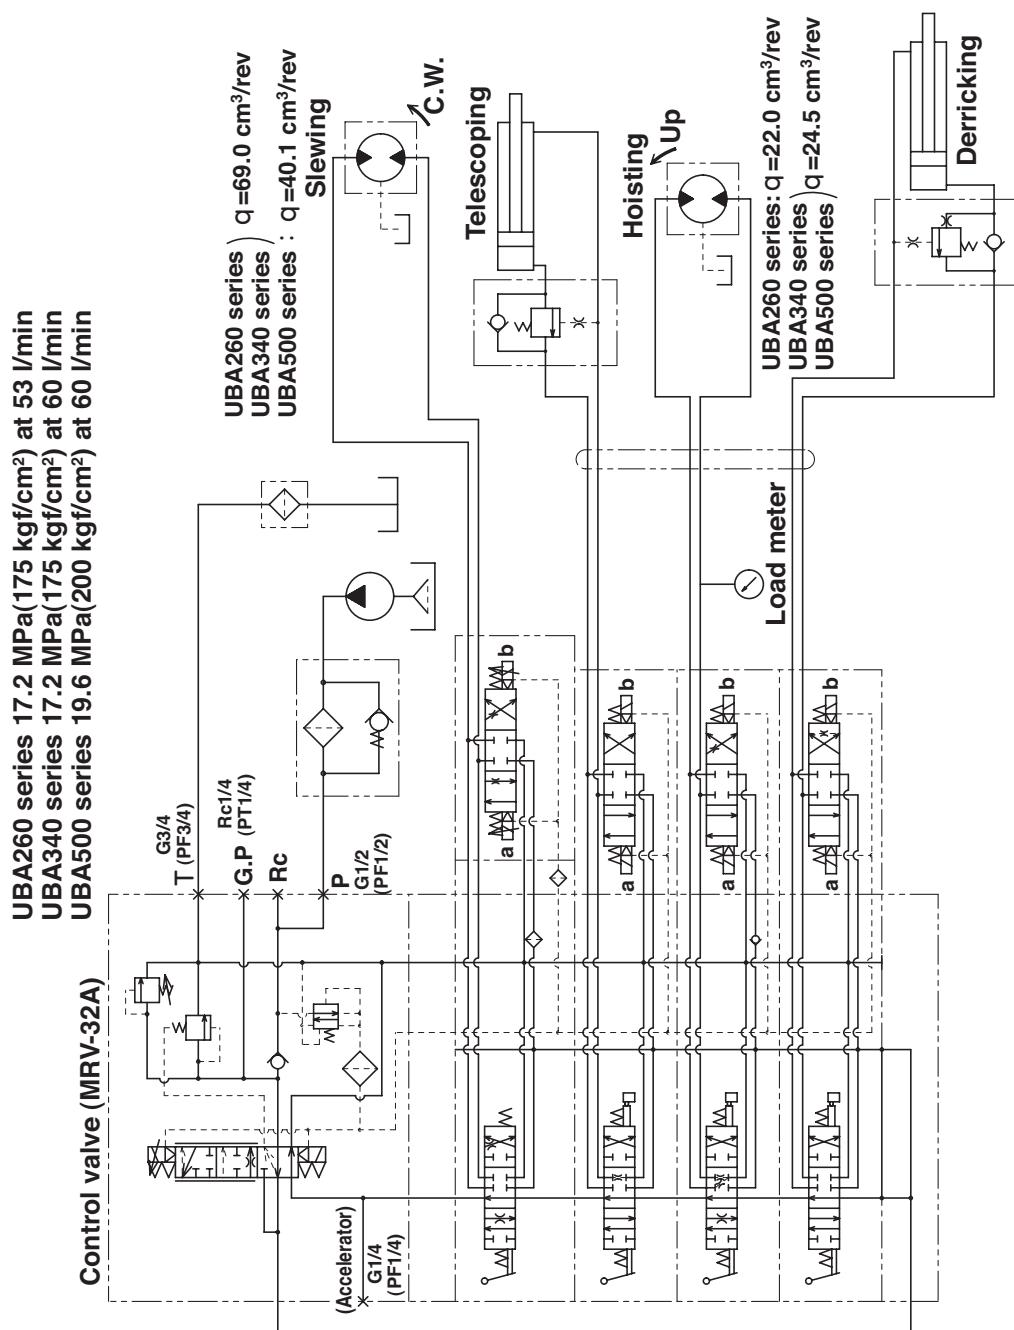 UBA260 series 17.2 MPa(175 kgf/cm²) at 53 l/min
UBA340 series 17.2 MPa(175 kgf/cm²) at 60 l/min
UBA500 series 19.6 MPa(200 kgf/cm²) at 60 l/min
Control valve (MRV-32A)
G3/4
(PF3/4)
T
Rc1/4
(PT1/4)
G.P
Rc
P
G1/2
(PF1/2)
(Accelerator)
G1/4
(PF1/4)
UBA260 series
UBA340 series ) q=69.0 cm³/rev
UBA500 series : q=40.1 cm³/rev
Slewing
C.W.
Telescoping
Hoisting
Up
UBA260 series: q=22.0 cm³/rev
UBA340 series
UBA500 series ) q=24.5 cm³/rev
Derricking
Load meter
a
b
a
b
a
b
a
b